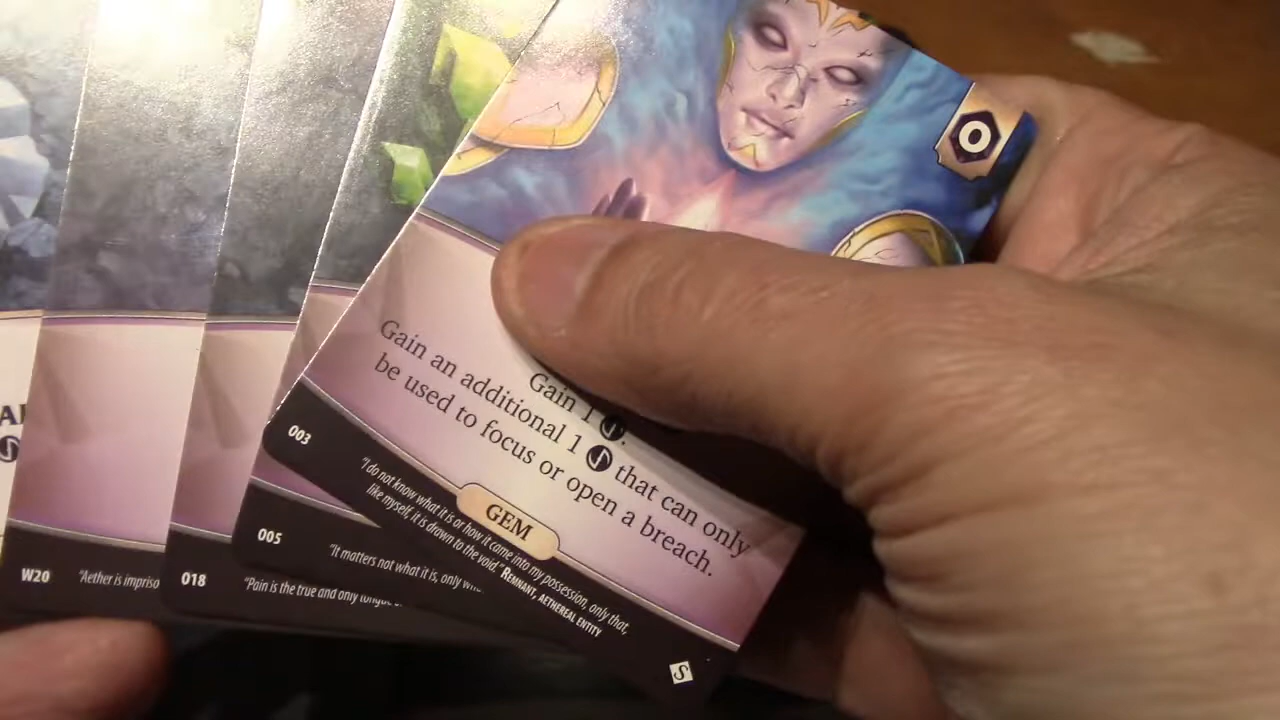 O
Gain 1
Gain an additional 1 that can only
be used to focus or open a breach.
GEM
003
"I do not know what it is or how it came into my possession, only that,
like myself, it is drawn to the void." REMNANT, AETHEREAL ENTITY
S
005
"It matters not what it is, only
018
"Pain is the true and only
W20
"Aether is